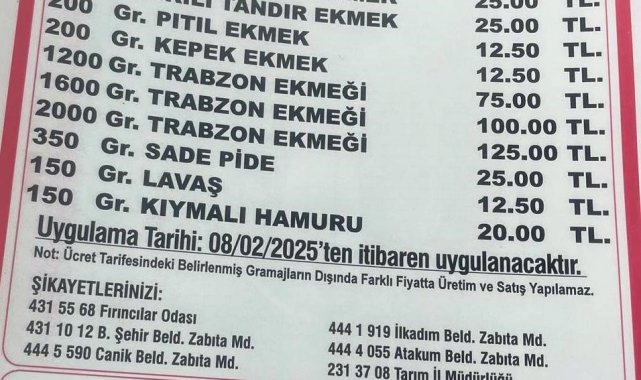 TANDIR EKMEK 25.00 TL.
200 Gr. PITIL EKMEK 12.50 TL.
200 Gr. KEPEK EKMEK 12.50 TL.
1200 Gr. TRABZON EKMEĞİ 75.00 TL.
1600 Gr. TRABZON EKMEĞİ 100.00 TL.
2000 Gr. TRABZON EKMEĞİ 125.00 TL.
350 Gr. SADE PİDE 25.00 TL.
150 Gr. LAVAŞ 12.50 TL.
150 Gr. KIYMALI HAMURU 20.00 TL.
Uygulama Tarihi: 08/02/2025'ten itibaren uygulanacaktır.
Not: Ücret Tarifesindeki Belirlenmiş Gramajların Dışında Farklı Fiyatta Üretim ve Satış Yapılamaz.
ŞİKAYETLERİNİZİ:
431 55 68 Fırıncılar Odası
431 10 12 B. Şehir Beld. Zabıta Md.
444 5 590 Canik Beld. Zabıta Md.
444 1 919 İlkadım Beld. Zabıta Md.
444 4 055 Atakum Beld. Zabıta Md.
231 37 08 Tarım İl Müdürlüğü